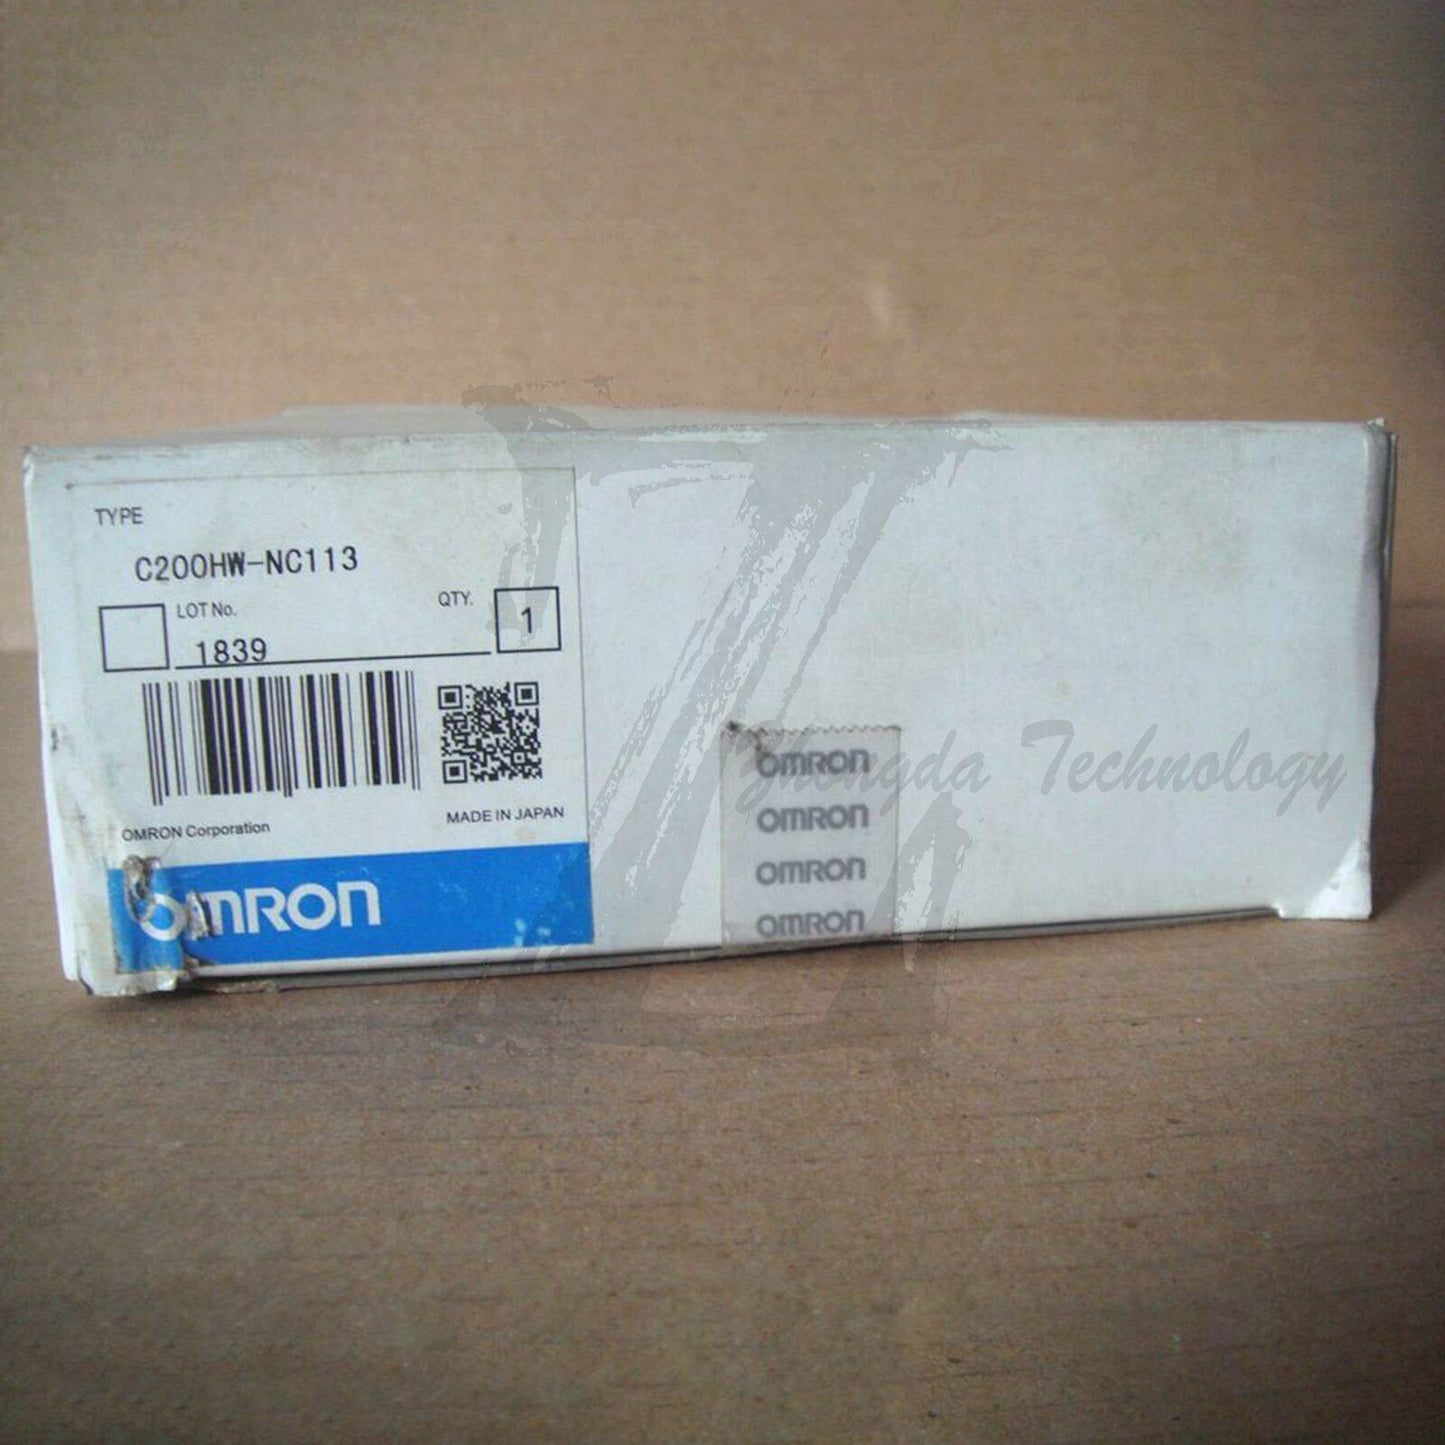 TYPE
C200HW-NC113
LOT No.
QTY.
1
1839
OMRON Corporation
MADE IN JAPAN
OMRON
OMRON
OMRON
OMRON
OMRON
Zhongda Technology